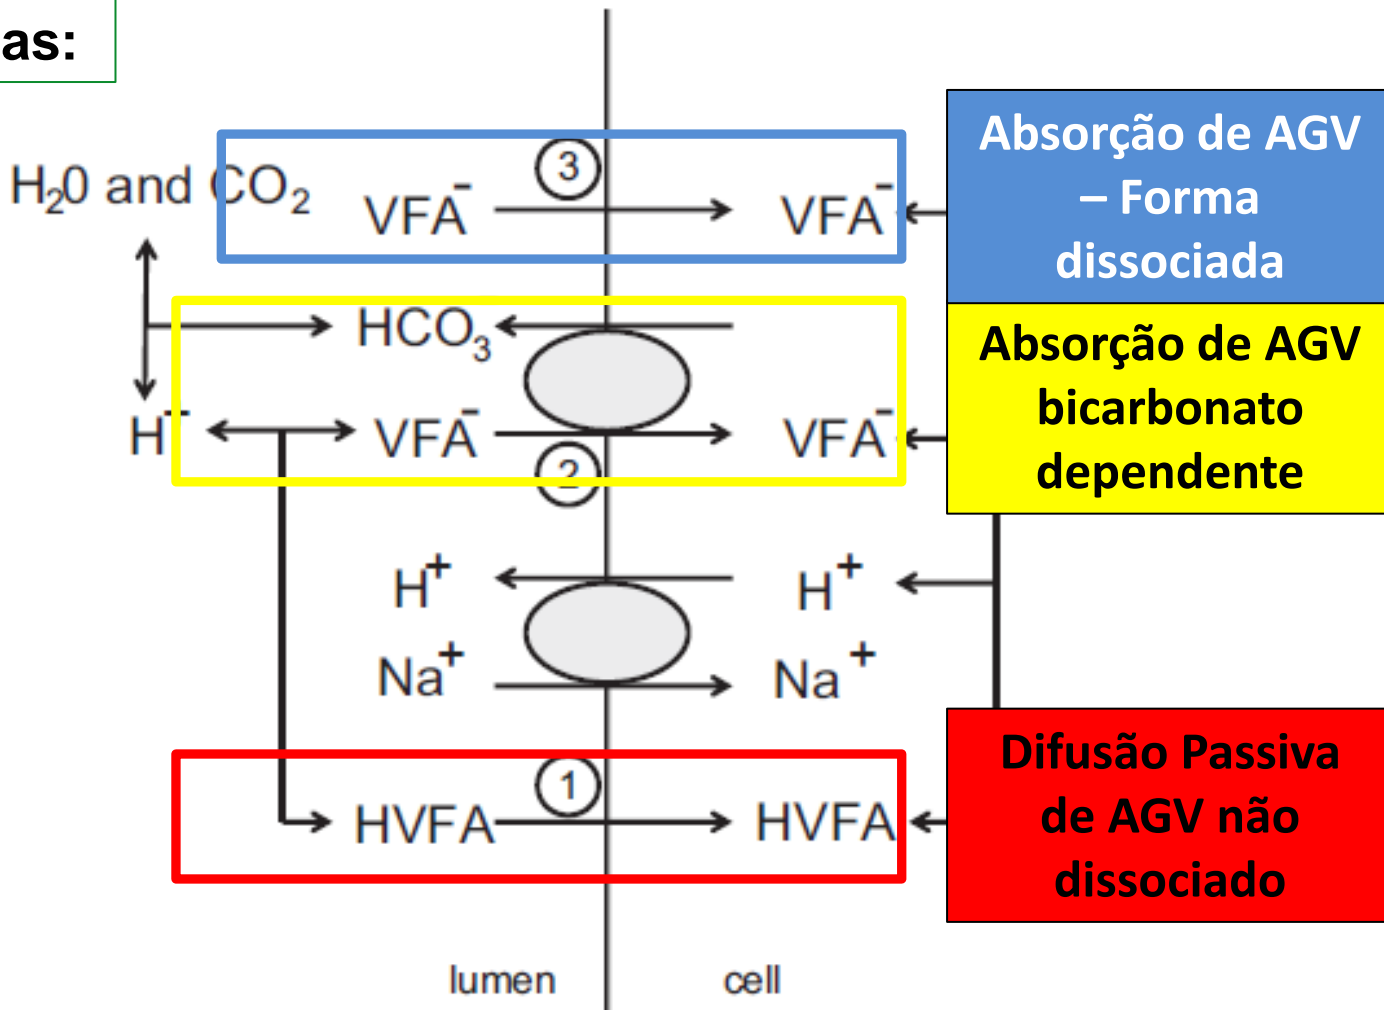 as:
H₂0 and CO₂
VFA⁻
3
VFA⁻
Absorção de AGV
– Forma
dissociada
HCO₃
H⁺
VFA⁻
2
VFA⁻
Absorção de AGV
bicarbonato
dependente
H⁺
H⁺
Na⁺
Na⁺
1
HVFA
HVFA
Difusão Passiva
de AGV não
dissociado
lumen
cell